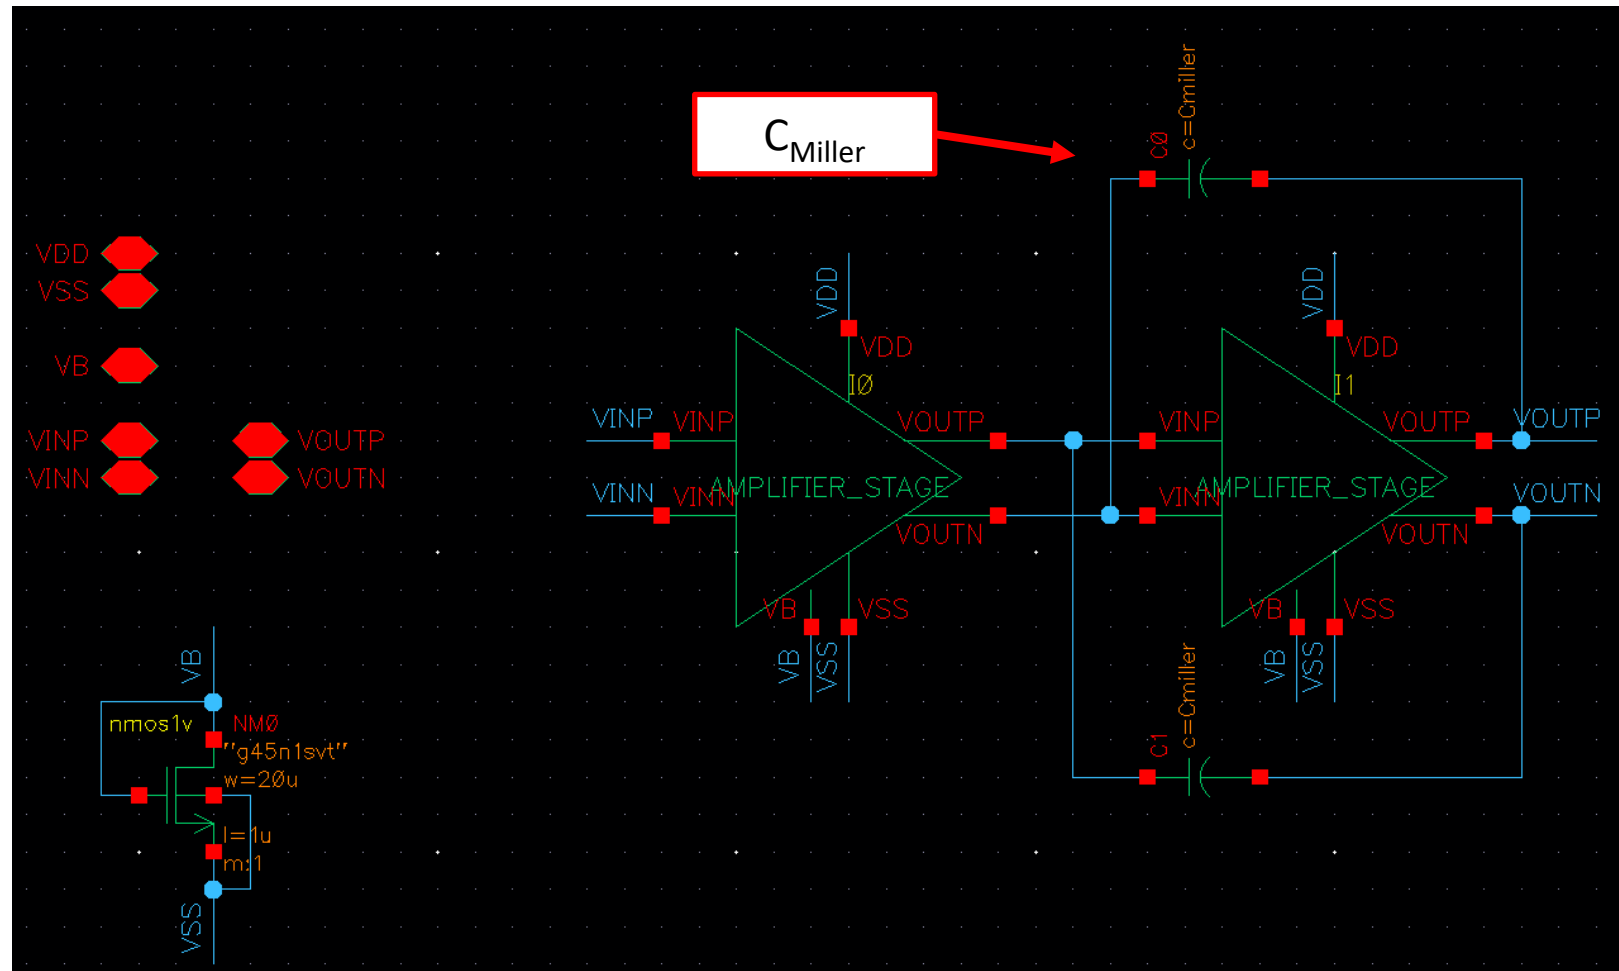 c=Cmiller
C0
C_Miller
VDD
VSS
VB
VINP
VINN
VOUTP
VOUTN
VDD
VDD
I0
VINP
VINP
VOUTP
VINN
VINN
AMPLIFIER_STAGE
VOUTN
VB
VSS
VB
VSS
VDD
VDD
I1
VINP
VOUTP
VOUTP
VINN
AMPLIFIER_STAGE
VOUTN
VOUTN
VB
VSS
VB
VSS
c=Cmiller
C1
VB
nmos1v
NM0
"g45n1svt"
w=20u
l=1u
m:1
VSS